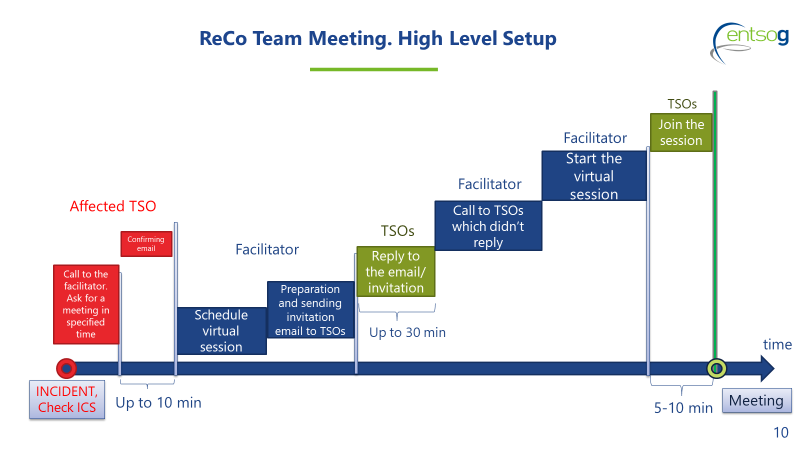 ReCo Team Meeting. High Level Setup
entsog
TSOs
Join the
session
Facilitator
Start the
virtual
session
Facilitator
Call to TSOs
which didn't
reply
Affected TSO
Confirming
email
Call to the
facilitator.
Ask for a
meeting in
specified
time
Facilitator
Schedule
virtual
session
Preparation
and sending
invitation
email to TSOs
TSOs
Reply to
the email/
invitation
Up to 30 min
time
INCIDENT,
Check ICS
Up to 10 min
5-10 min
Meeting
10